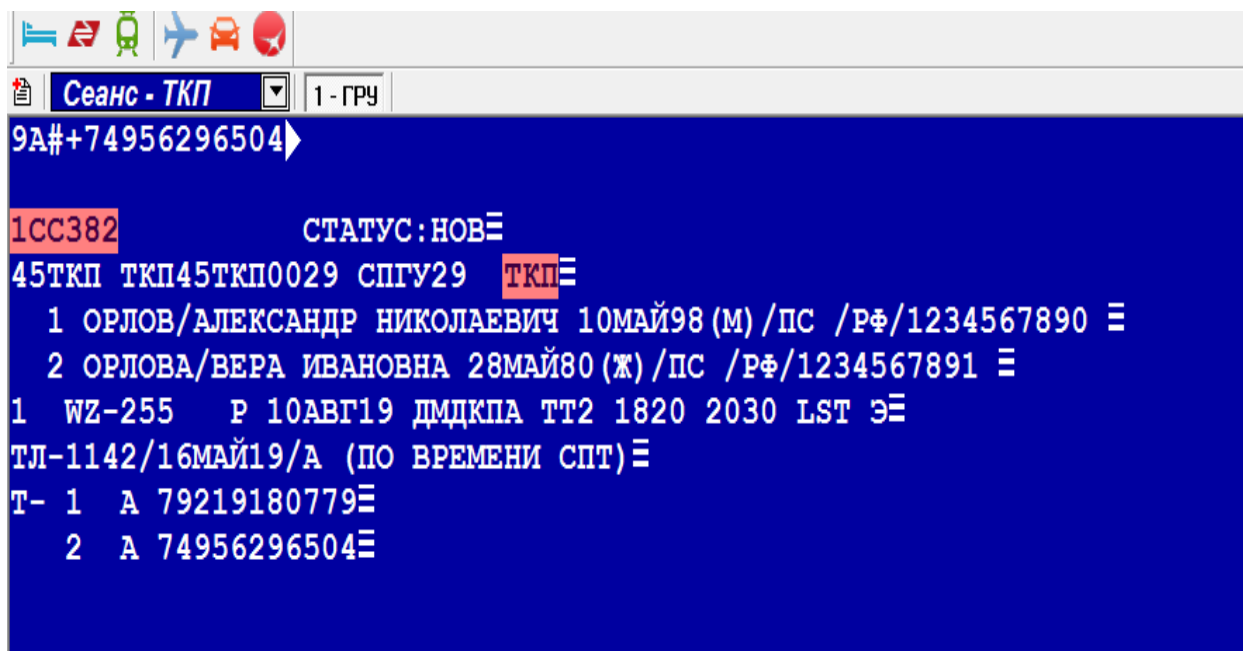 Сеанс - ТКП 1 - ГРУ
9А#+74956296504
1СС382 СТАТУС:НОВ
45ТКП ТКП45ТКП0029 СПГУ29 ТКП
1 ОРЛОВ/АЛЕКСАНДР НИКОЛАЕВИЧ 10МАЙ98(М)/ПС /РФ/1234567890
2 ОРЛОВА/ВЕРА ИВАНОВНА 28МАЙ80(Ж)/ПС /РФ/1234567891
1 WZ-255 Р 10АВГ19 ДМДКПА ТТ2 1820 2030 LST Э
ТЛ-1142/16МАЙ19/А (ПО ВРЕМЕНИ СПТ)
Т- 1 А 79219180779
2 А 74956296504